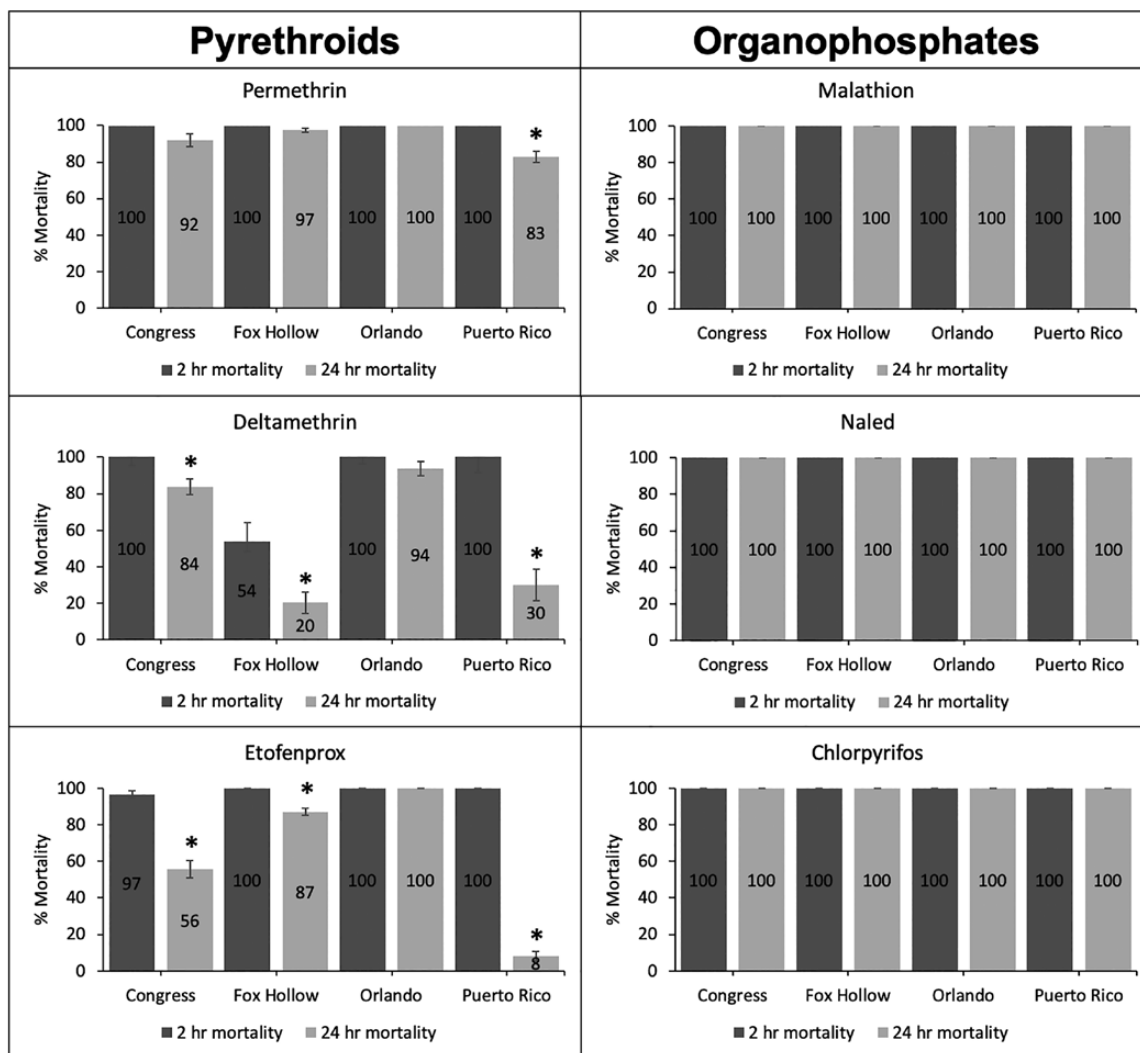 Pyrethroids
Organophosphates
Permethrin
% Mortality
100
80
60
40
20
0
100 92 100 97 100 100 100 83
*
Congress Fox Hollow Orlando Puerto Rico
2 hr mortality 24 hr mortality
Malathion
% Mortality
100
80
60
40
20
0
100 100 100 100 100 100 100 100
Congress Fox Hollow Orlando Puerto Rico
2 hr mortality 24 hr mortality
Deltamethrin
% Mortality
100
80
60
40
20
0
100 84 54 20 100 94 100 30
* * *
Congress Fox Hollow Orlando Puerto Rico
2 hr mortality 24 hr mortality
Naled
% Mortality
100
80
60
40
20
0
100 100 100 100 100 100 100 100
Congress Fox Hollow Orlando Puerto Rico
2 hr mortality 24 hr mortality
Etofenprox
% Mortality
100
80
60
40
20
0
97 56 100 87 100 100 100 8
* * *
Congress Fox Hollow Orlando Puerto Rico
2 hr mortality 24 hr mortality
Chlorpyrifos
% Mortality
100
80
60
40
20
0
100 100 100 100 100 100 100 100
Congress Fox Hollow Orlando Puerto Rico
2 hr mortality 24 hr mortality